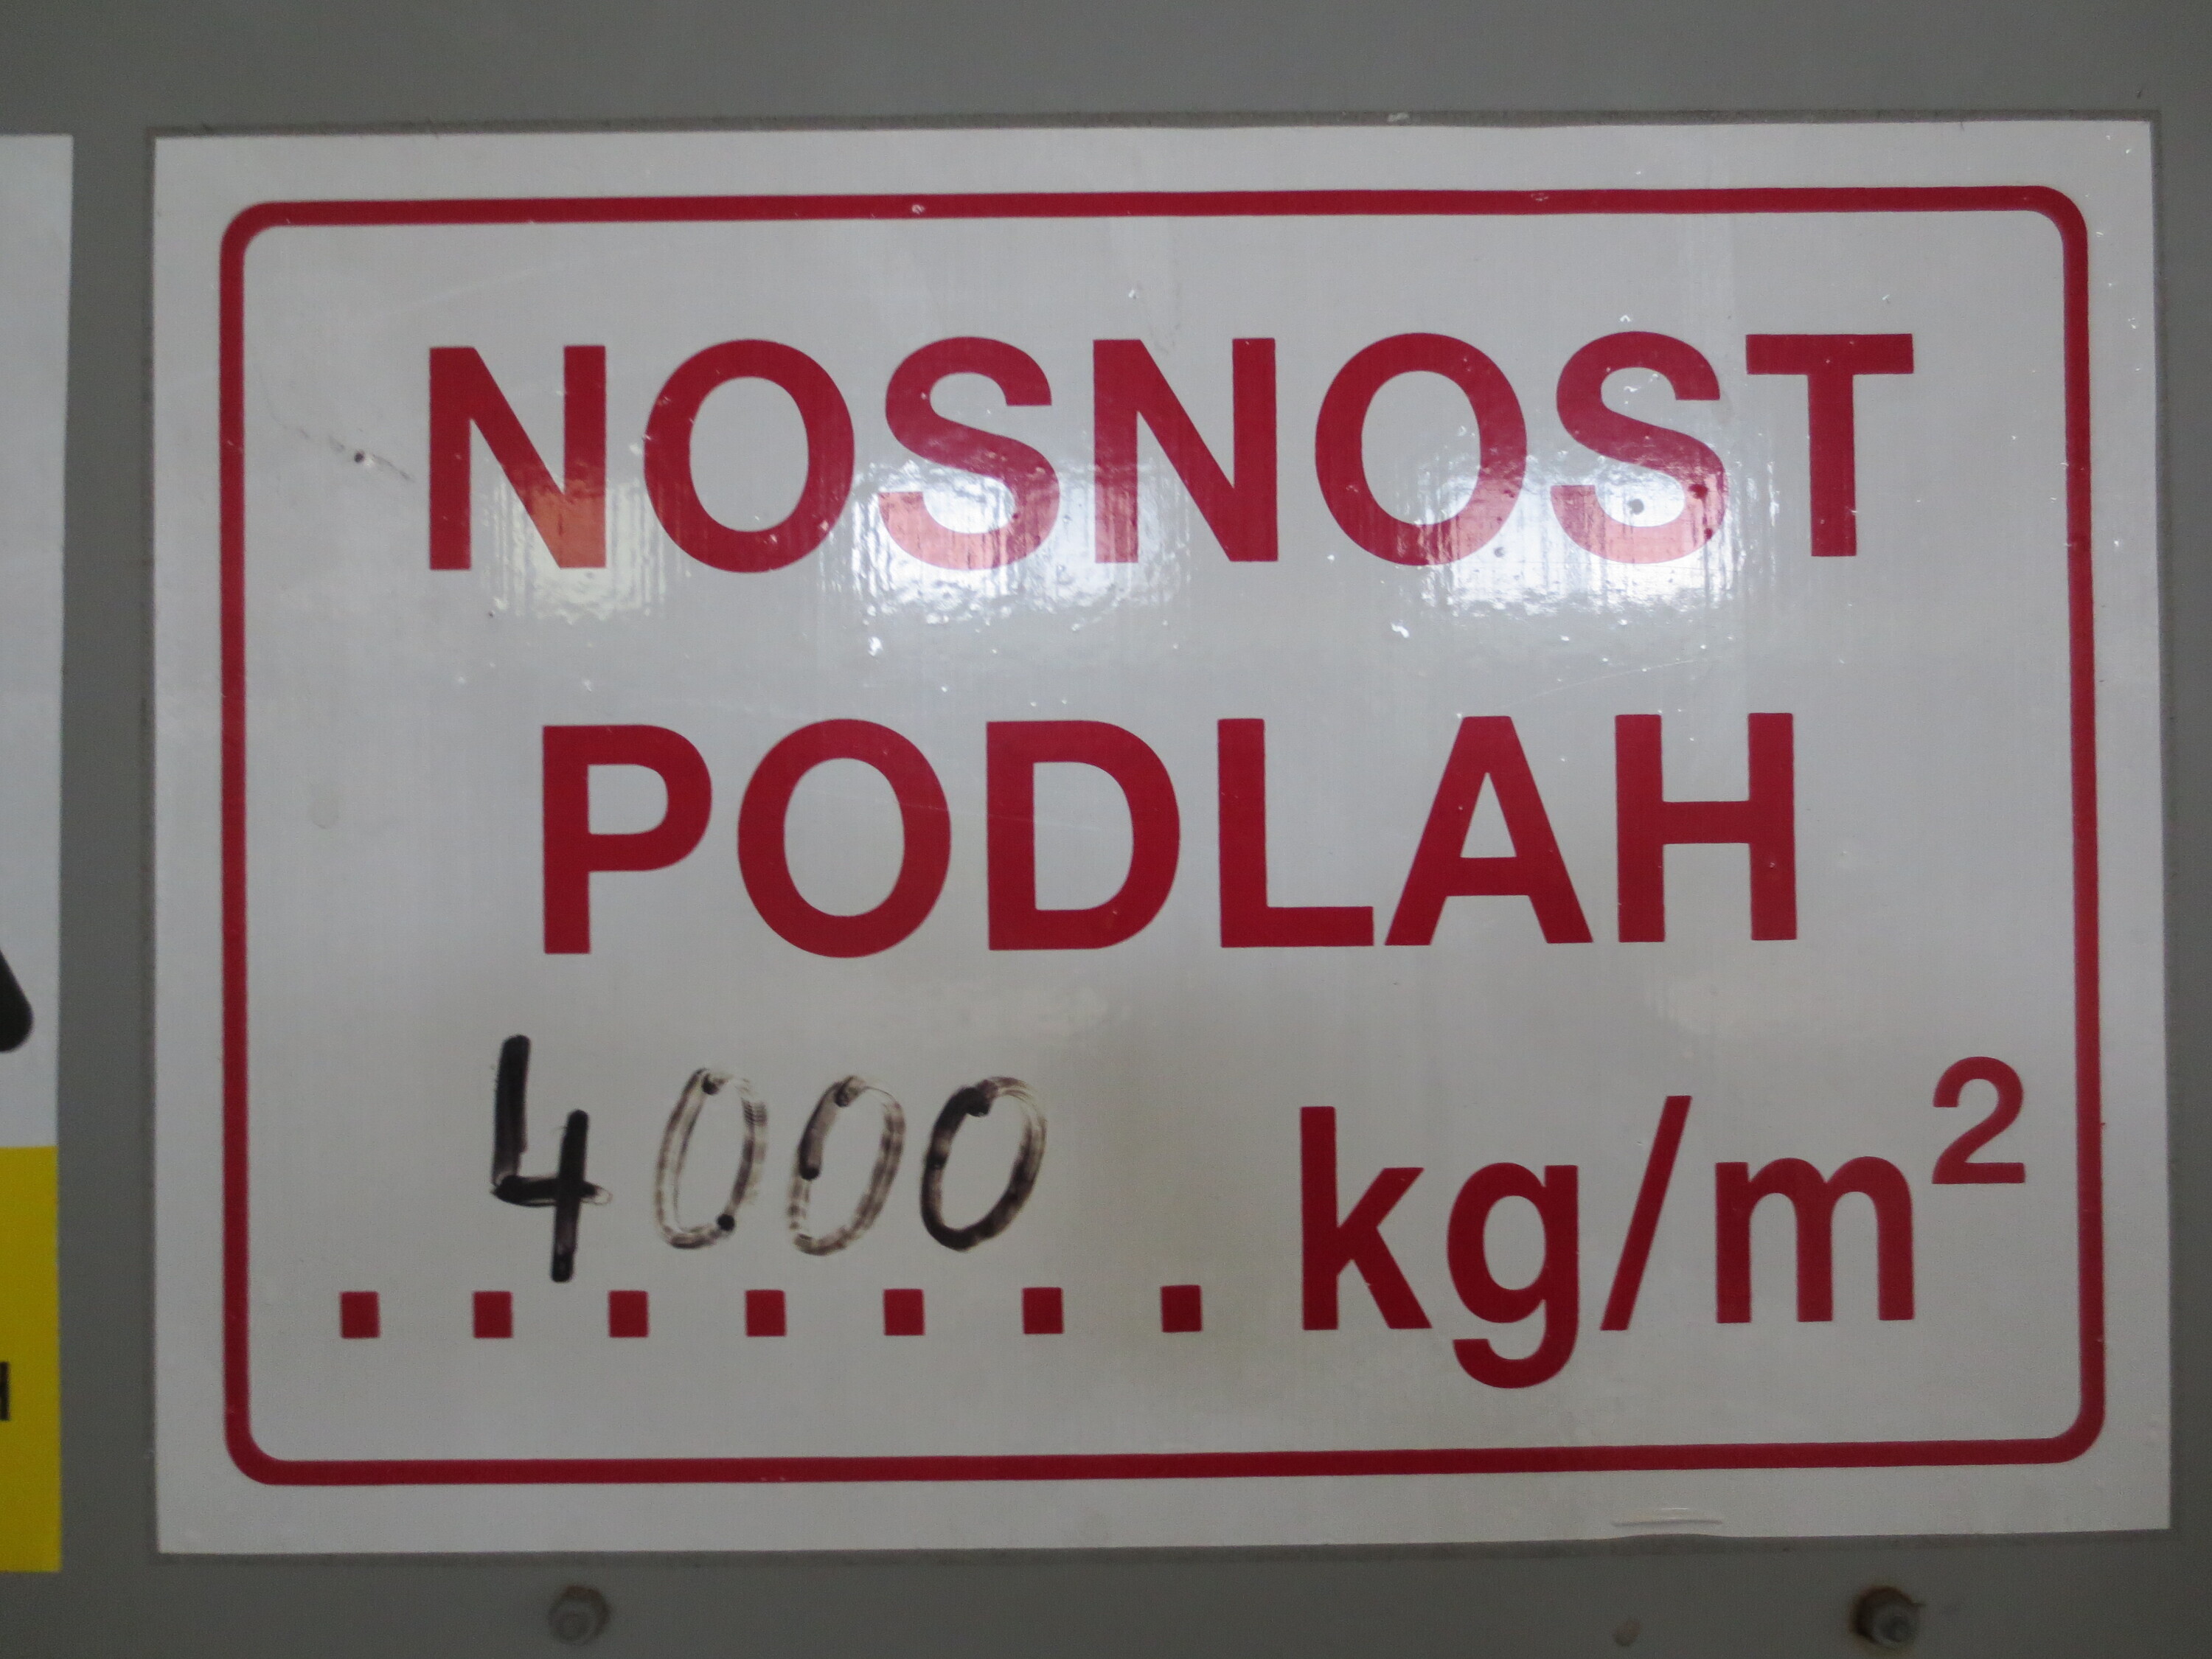 NOSNOST
PODLAH
4000 ....... kg/m²